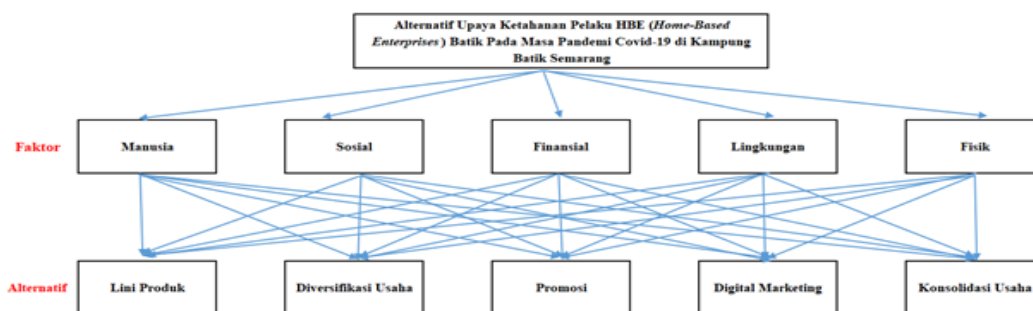 Alternatif Upaya Ketahanan Pelaku HBE (Home-Based
Enterprises ) Batik Pada Masa Pandemi Covid-19 di Kampung
Batik Semarang
Faktor
Manusia
Sosial
Finansial
Lingkungan
Fisik
Alternatif
Lini Produk
Diversifikasi Usaha
Promosi
Digital Marketing
Konsolidasi Usaha